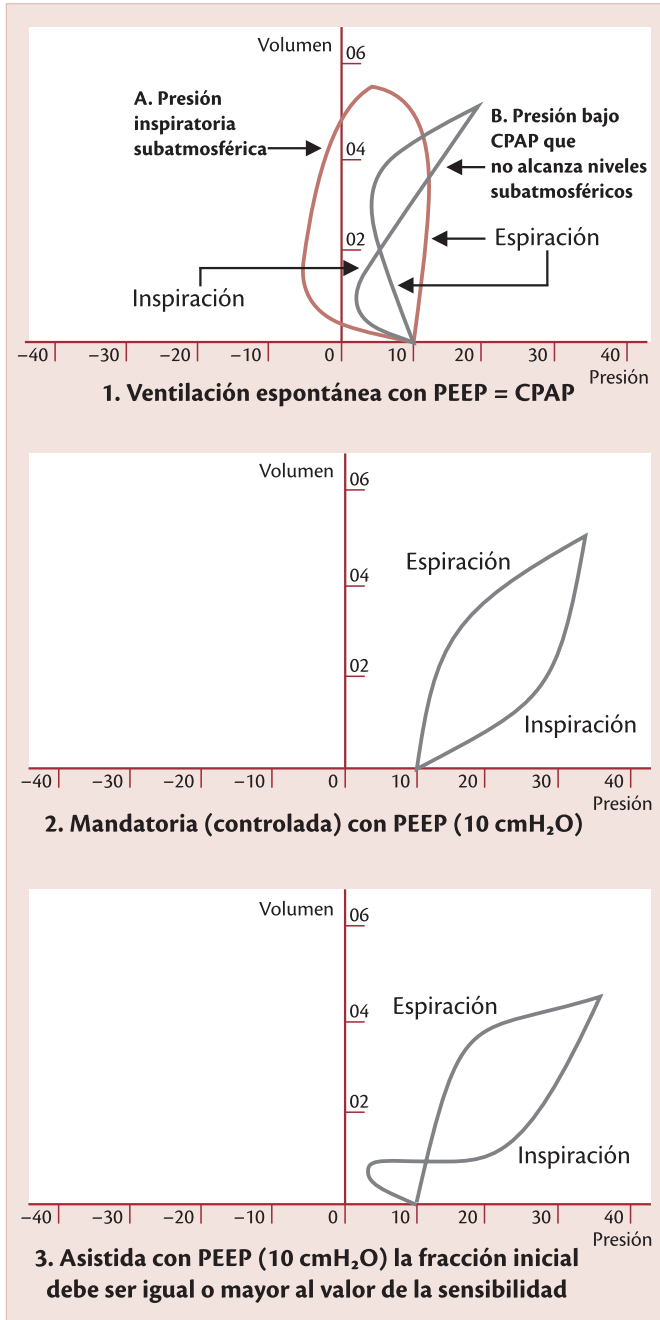 Volumen
06
A. Presión
inspiratoria
subatmosférica
B. Presión bajo
CPAP que
no alcanza niveles
subatmosféricos
04
Espiración
02
Inspiración
−40 −30 −20 −10 0 10 20 30 40
Presión
1. Ventilación espontánea con PEEP = CPAP
Volumen
06
Espiración
04
02
Inspiración
−40 −30 −20 −10 0 10 20 30 40
Presión
2. Mandatoria (controlada) con PEEP (10 cmH₂O)
Volumen
06
Espiración
04
02
Inspiración
−40 −30 −20 −10 0 10 20 30 40
Presión
3. Asistida con PEEP (10 cmH₂O) la fracción inicial
debe ser igual o mayor al valor de la sensibilidad